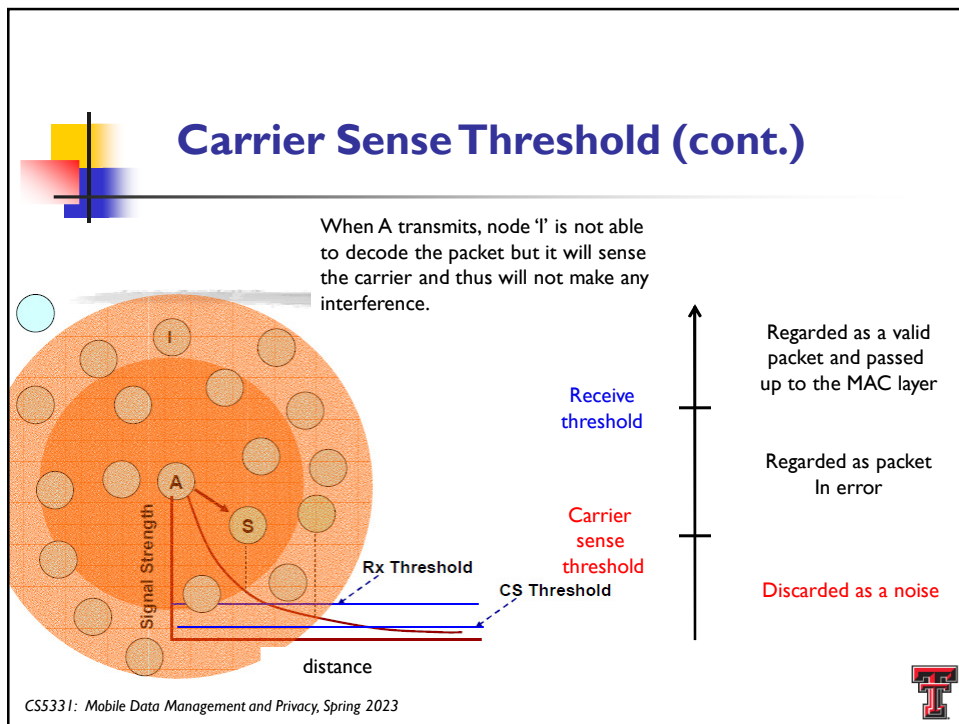 Carrier Sense Threshold (cont.)
When A transmits, node ‘I’ is not able
to decode the packet but it will sense
the carrier and thus will not make any
interference.
I
A
S
Signal Strength
Rx Threshold
CS Threshold
distance
Receive
threshold
Carrier
sense
threshold
Regarded as a valid
packet and passed
up to the MAC layer
Regarded as packet
In error
Discarded as a noise
CS5331: Mobile Data Management and Privacy, Spring 2023